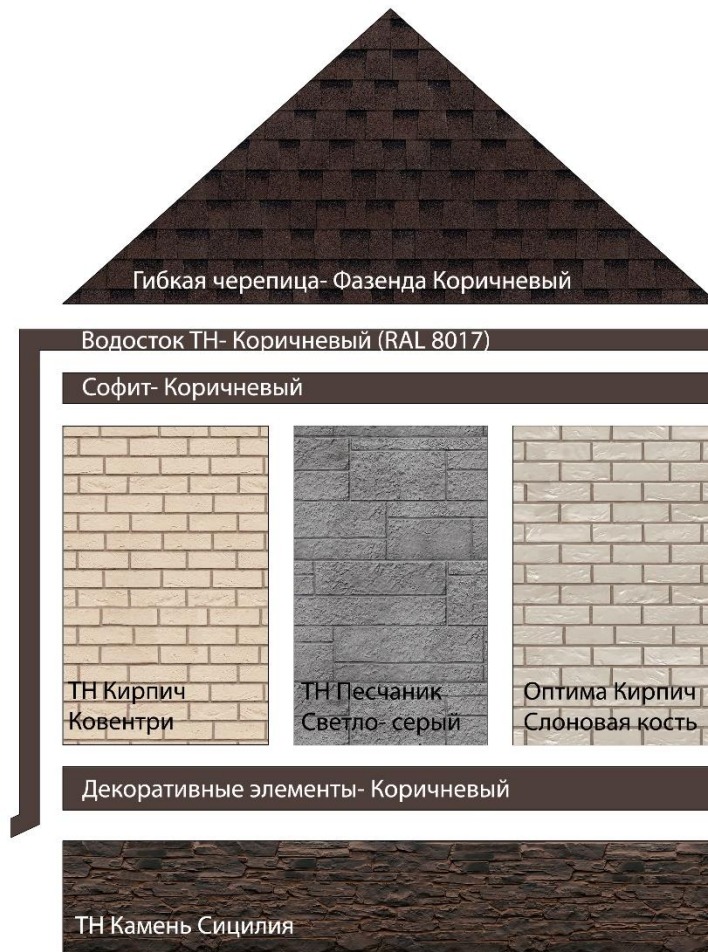 Гибкая черепица- Фазенда Коричневый
Водосток ТН- Коричневый (RAL 8017)
Софит- Коричневый
ТН Кирпич
Ковентри
ТН Песчаник
Светло- серый
Оптима Кирпич
Слоновая кость
Декоративные элементы- Коричневый
ТН Камень Сицилия